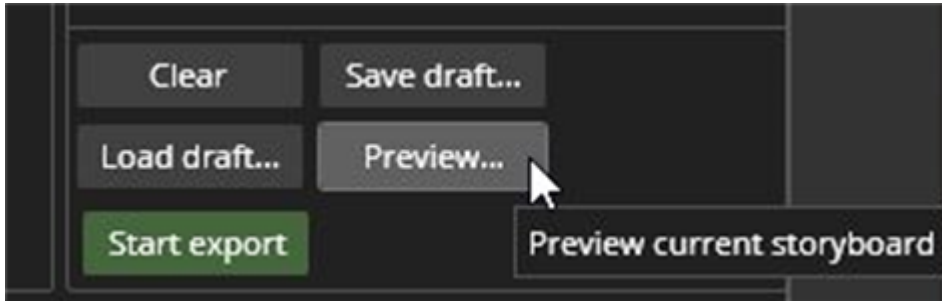 Clear Save draft...
Load draft... Preview...
Start export
Preview current storyboard